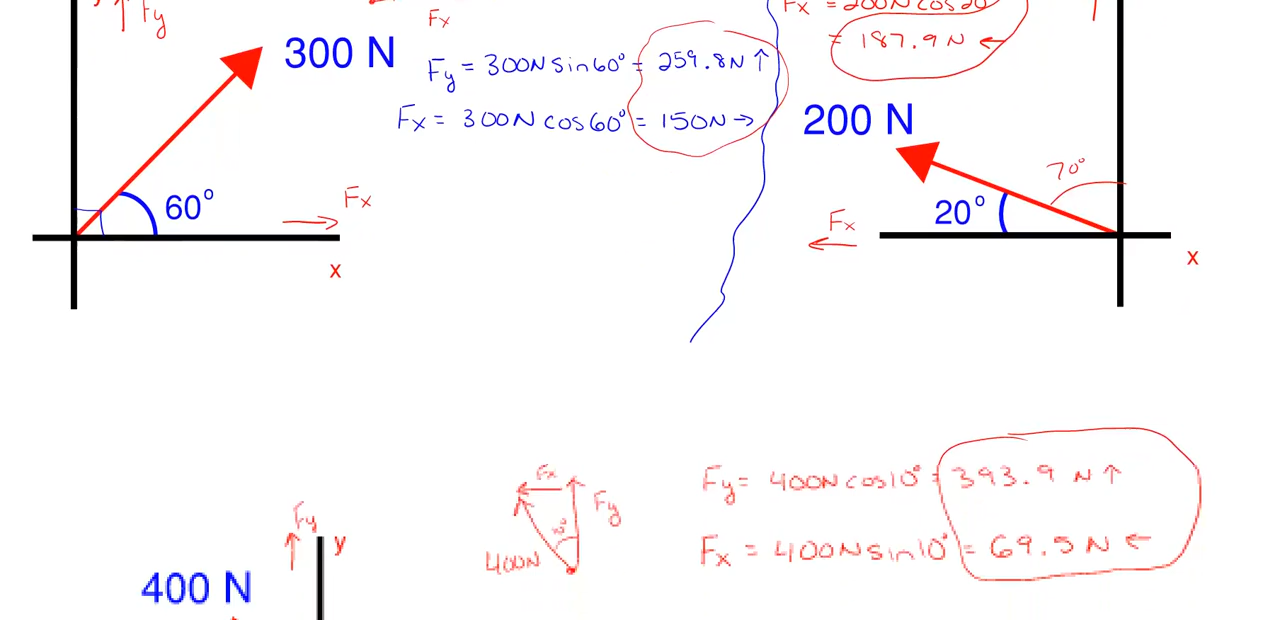 Fy
Fx
Fx = 200N cos20°
= 187.9 N ←
300 N
Fy = 300N sin60° = 259.8N ↑
Fx = 300N cos60° = 150N →
200 N
70°
60°
Fx
20°
Fx
x
x
Fx
Fy
10°
400N
Fy = 400N cos10° = 393.9 N ↑
Fx = 400N sin10° = 69.5 N ←
Fy
y
400 N